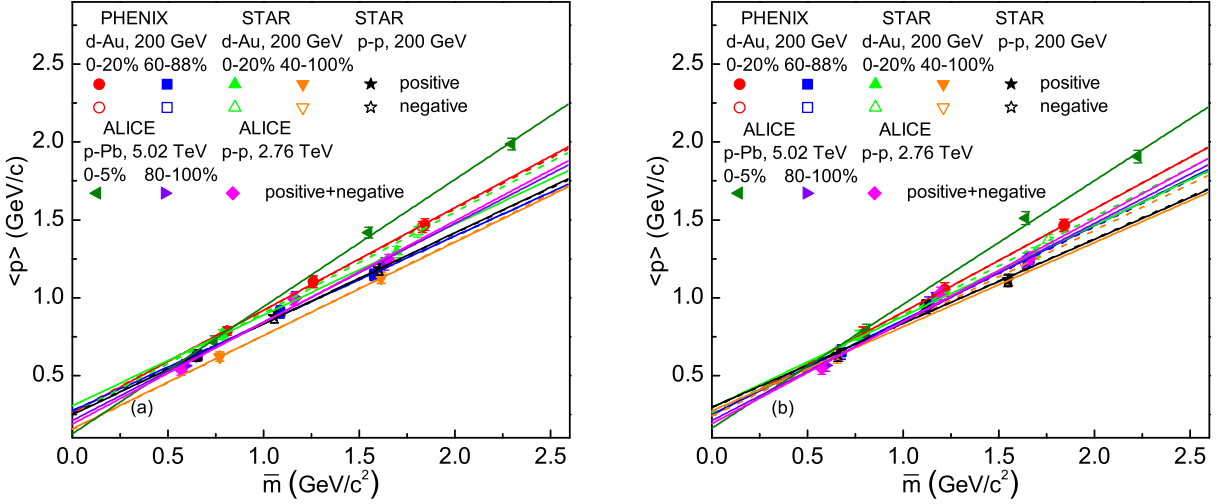 PHENIX STAR STAR
d-Au, 200 GeV d-Au, 200 GeV p-p, 200 GeV
0-20% 60-88% 0-20% 40-100%
positive
negative
ALICE ALICE
p-Pb, 5.02 TeV p-p, 2.76 TeV
0-5% 80-100%
positive+negative
2.5
2.0
1.5
1.0
0.5
<p> (GeV/c)
(a)
0.0 0.5 1.0 1.5 2.0 2.5
m̅ (GeV/c²)
PHENIX STAR STAR
d-Au, 200 GeV d-Au, 200 GeV p-p, 200 GeV
0-20% 60-88% 0-20% 40-100%
positive
negative
ALICE ALICE
p-Pb, 5.02 TeV p-p, 2.76 TeV
0-5% 80-100%
positive+negative
2.5
2.0
1.5
1.0
0.5
<p> (GeV/c)
(b)
0.0 0.5 1.0 1.5 2.0 2.5
m̅ (GeV/c²)